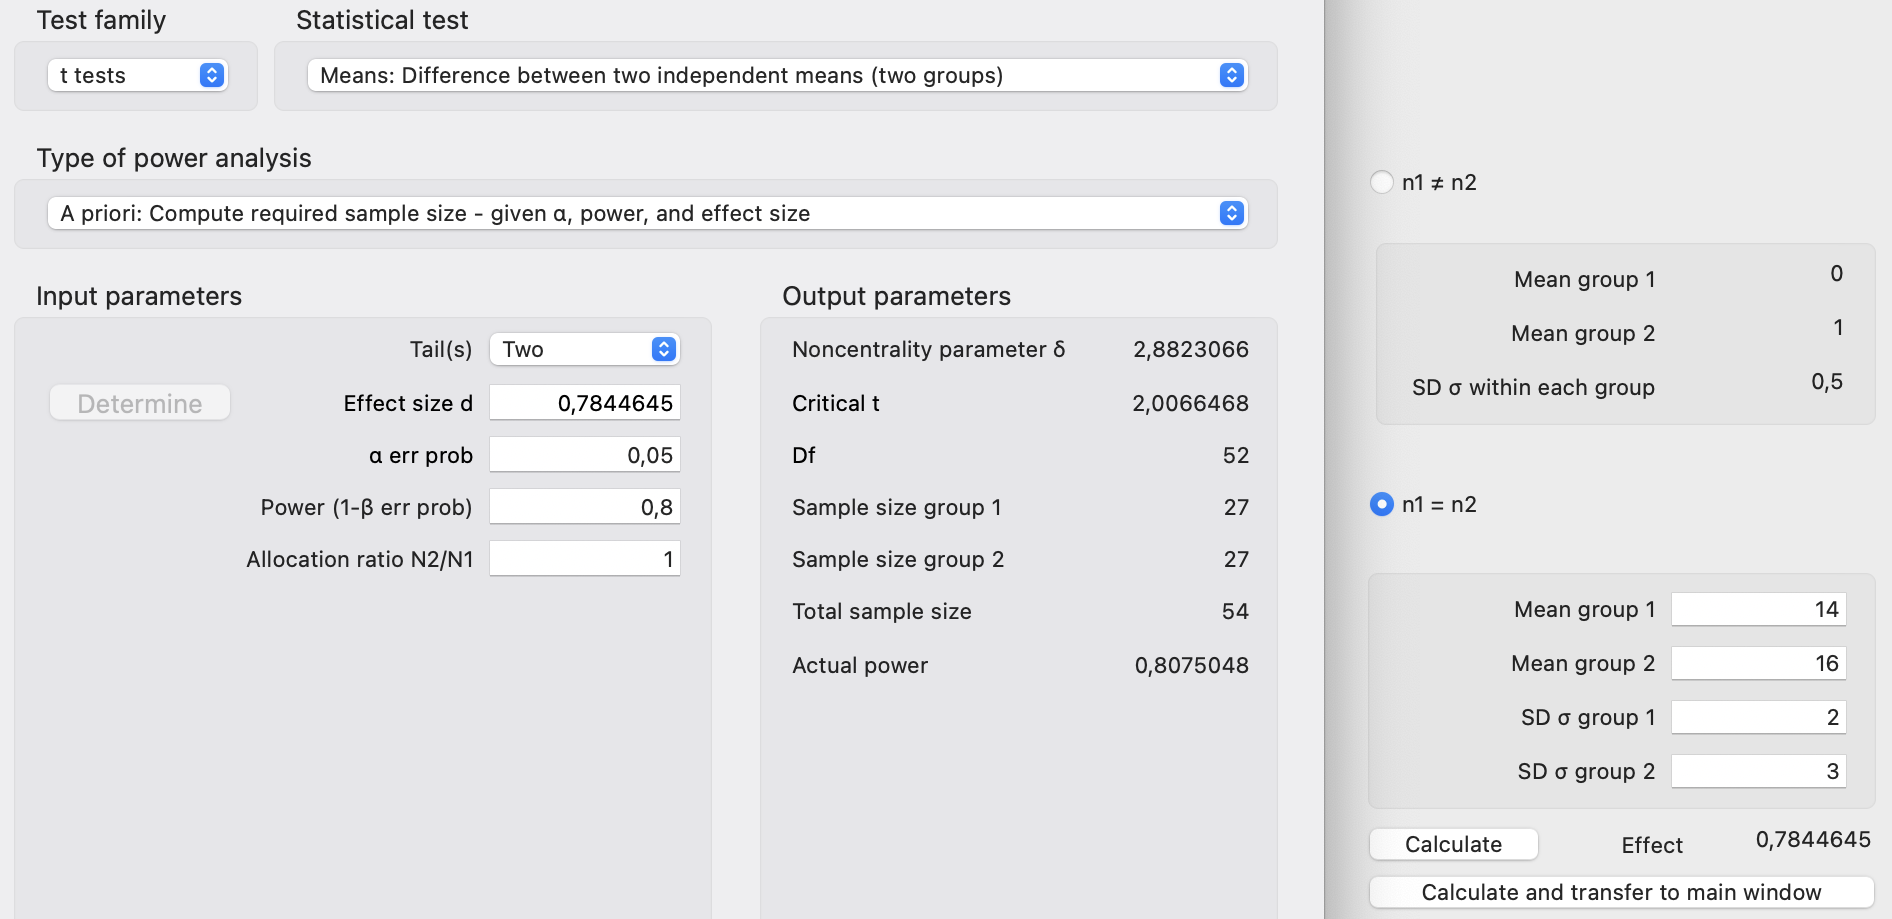 Test family
Statistical test
t tests
Means: Difference between two independent means (two groups)
Type of power analysis
A priori: Compute required sample size - given α, power, and effect size
Input parameters
Tail(s) Two
Determine
Effect size d 0,7844645
α err prob 0,05
Power (1-β err prob) 0,8
Allocation ratio N2/N1 1
Output parameters
Noncentrality parameter δ 2,8823066
Critical t 2,0066468
Df 52
Sample size group 1 27
Sample size group 2 27
Total sample size 54
Actual power 0,8075048
n1 ≠ n2
Mean group 1 0
Mean group 2 1
SD σ within each group 0,5
n1 = n2
Mean group 1 14
Mean group 2 16
SD σ group 1 2
SD σ group 2 3
Calculate Effect 0,7844645
Calculate and transfer to main window